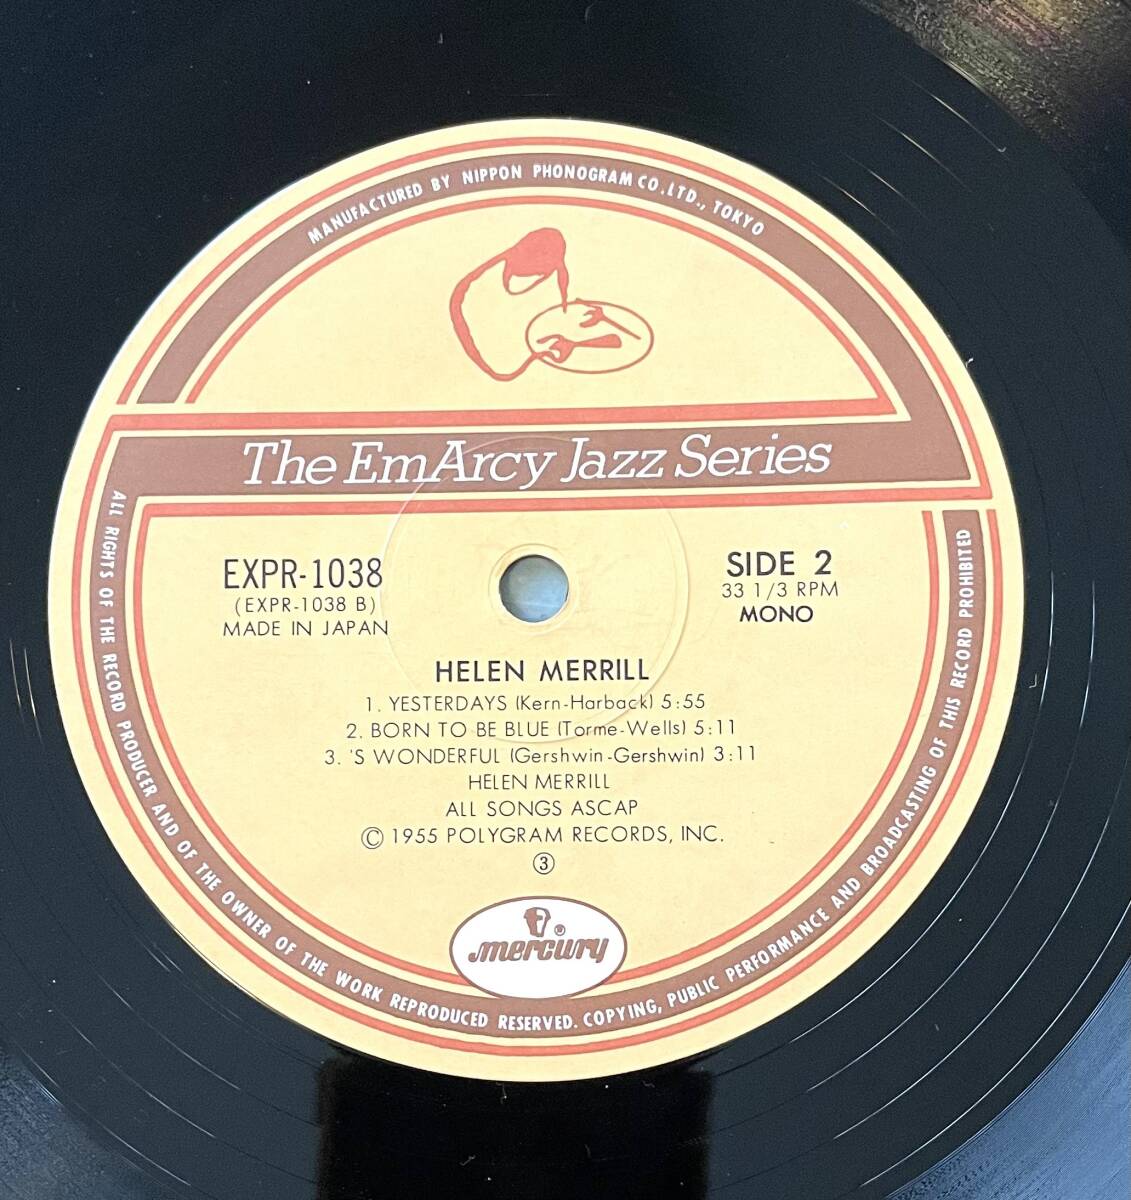 MANUFACTURED BY NIPPON PHONOGRAM CO.LTD., TOKYO
The EmArcy Jazz Series
EXPR-1038
(EXPR-1038 B)
MADE IN JAPAN
SIDE 2
33 1/3 RPM
MONO
HELEN MERRILL
1. YESTERDAYS (Kern-Harback) 5:55
2. BORN TO BE BLUE (Torme-Wells) 5:11
3. 'S WONDERFUL (Gershwin-Gershwin) 3:11
HELEN MERRILL
ALL SONGS ASCAP
© 1955 POLYGRAM RECORDS, INC.
③
mercury®
ALL RIGHTS OF THE RECORD PRODUCER AND OF THE OWNER OF THE WORK REPRODUCED RESERVED. COPYING, PUBLIC PERFORMANCE AND BROADCASTING OF THIS RECORD PROHIBITED